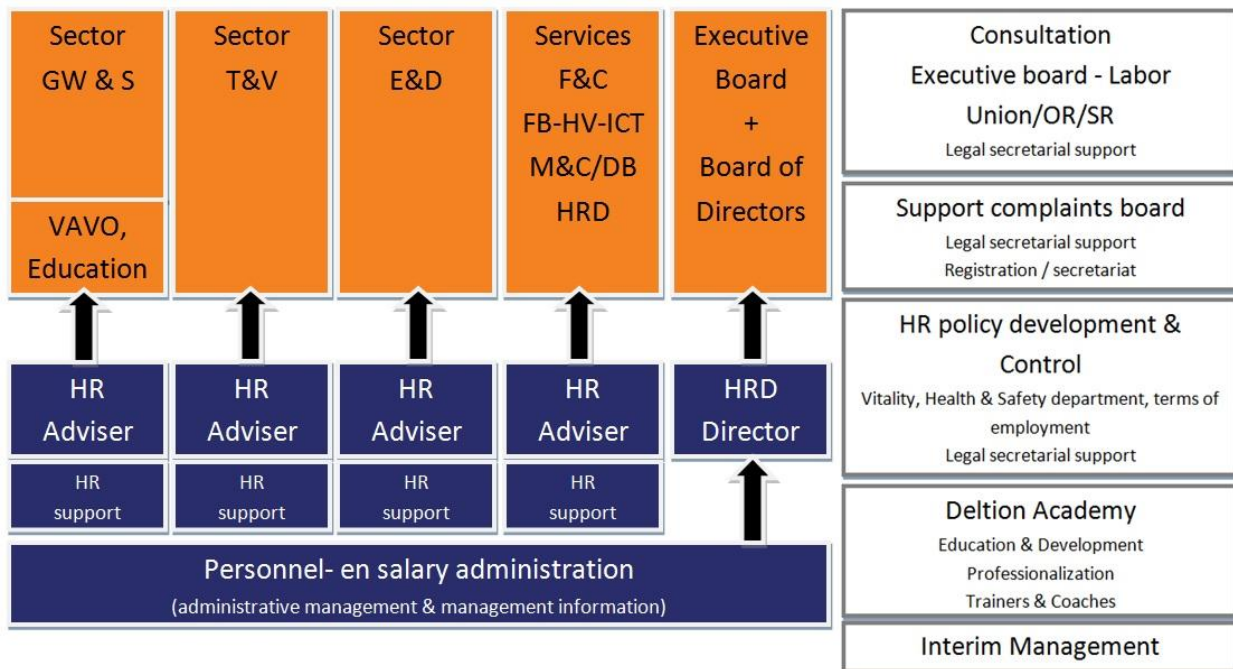 Sector
GW & S
VAVO,
Education
Sector
T&V
Sector
E&D
Services
F&C
FB-HV-ICT
M&C/DB
HRD
Executive
Board
+
Board of
Directors
HR
Adviser
HR
Adviser
HR
Adviser
HR
Adviser
HRD
Director
HR
support
HR
support
HR
support
HR
support
Personnel- en salary administration
(administrative management & management information)
Consultation
Executive board - Labor
Union/OR/SR
Legal secretarial support
Support complaints board
Legal secretarial support
Registration / secretariat
HR policy development &
Control
Vitality, Health & Safety department, terms of
employment
Legal secretarial support
Deltion Academy
Education & Development
Professionalization
Trainers & Coaches
Interim Management